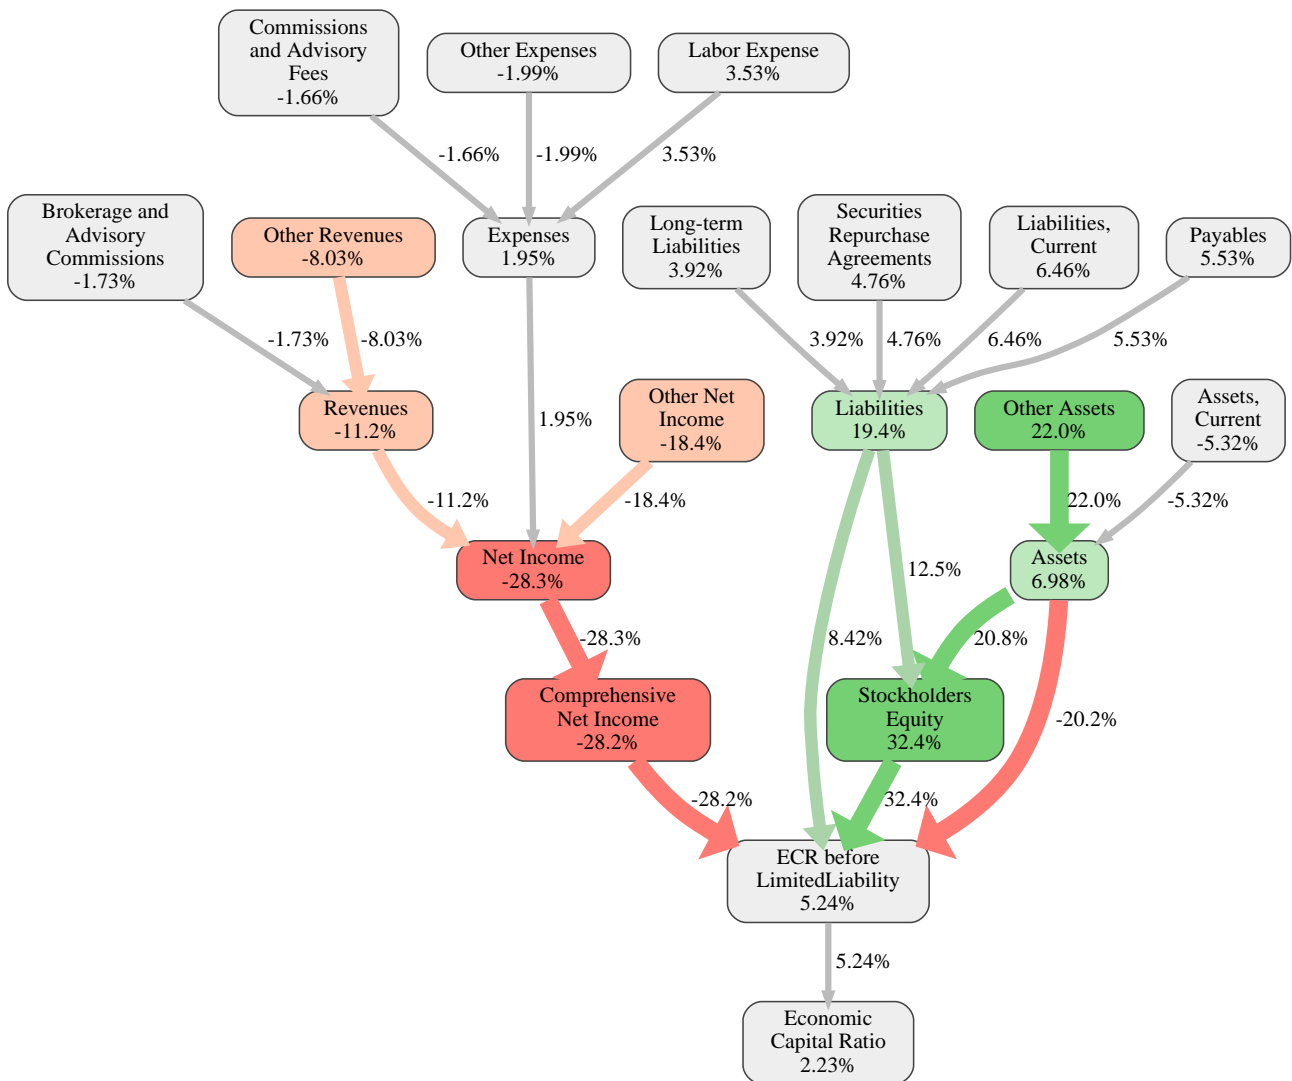 Commissions
and Advisory
Fees
-1.66%
Other Expenses
-1.99%
Labor Expense
3.53%
-1.66%
-1.99%
3.53%
Brokerage and
Advisory
Commissions
-1.73%
Other Revenues
-8.03%
Expenses
1.95%
Long-term
Liabilities
3.92%
Securities
Repurchase
Agreements
4.76%
Liabilities,
Current
6.46%
Payables
5.53%
-1.73%
-8.03%
3.92%
4.76%
6.46%
5.53%
Revenues
-11.2%
1.95%
Other Net
Income
-18.4%
Liabilities
19.4%
Other Assets
22.0%
Assets,
Current
-5.32%
-11.2%
-18.4%
22.0%
-5.32%
Net Income
-28.3%
12.5%
Assets
6.98%
-28.3%
8.42%
20.8%
Comprehensive
Net Income
-28.2%
Stockholders
Equity
32.4%
-20.2%
-28.2%
32.4%
ECR before
LimitedLiability
5.24%
5.24%
Economic
Capital Ratio
2.23%